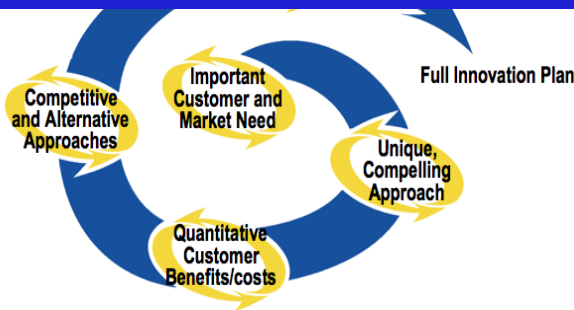 Important
Customer and
Market Need
Full Innovation Plan
Competitive
and Alternative
Approaches
Unique,
Compelling
Approach
Quantitative
Customer
Benefits/costs